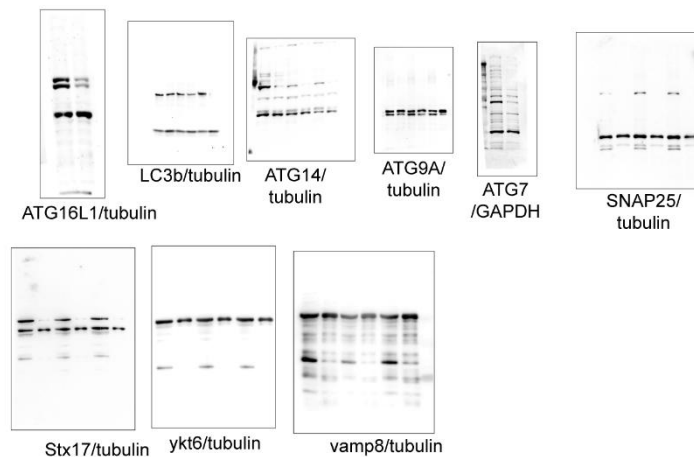 ATG16L1/tubulin
LC3b/tubulin
ATG14/
tubulin
ATG9A/
tubulin
ATG7
/GAPDH
SNAP25/
tubulin
Stx17/tubulin
ykt6/tubulin
vamp8/tubulin